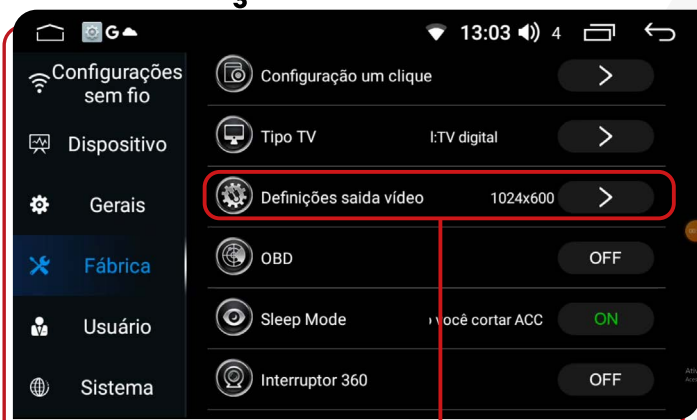 G
13:03
4
Configurações
sem fio
Configuração um clique
Dispositivo
Tipo TV
l:TV digital
Gerais
Definições saida vídeo
1024x600
Fábrica
OBD
OFF
Usuário
Sleep Mode
você cortar ACC
ON
Sistema
Interruptor 360
OFF